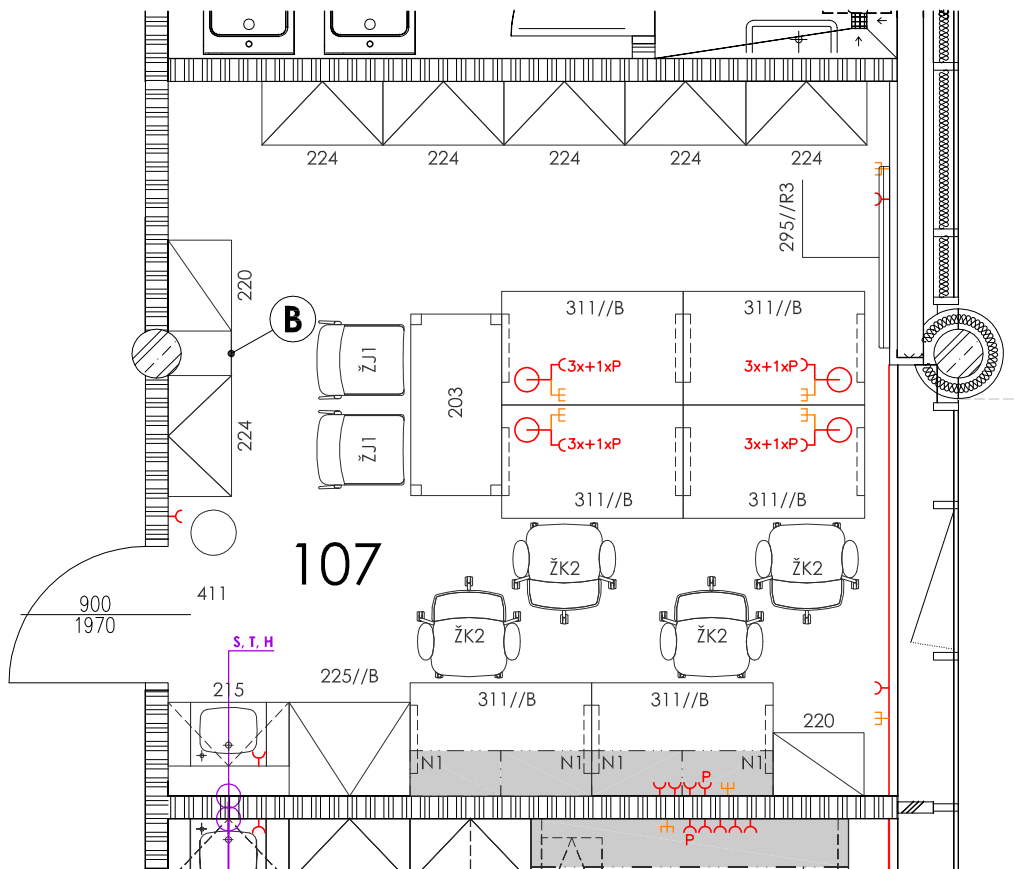 224 224 224 224 224
295//R3
220
B
311//B 311//B
ŽJ1
3x+1xP 3x+1xP
203
224
ŽJ1
3x+1xP 3x+1xP
311//B 311//B
107
ŽK2 ŽK2
411
900
1970
ŽK2 ŽK2
S, T, H
225//B
215
311//B 311//B
220
N1 N1 N1 N1
P
P